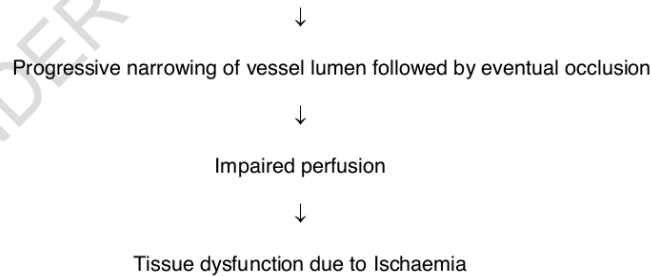 ↓
Progressive narrowing of vessel lumen followed by eventual occlusion
↓
Impaired perfusion
↓
Tissue dysfunction due to Ischaemia